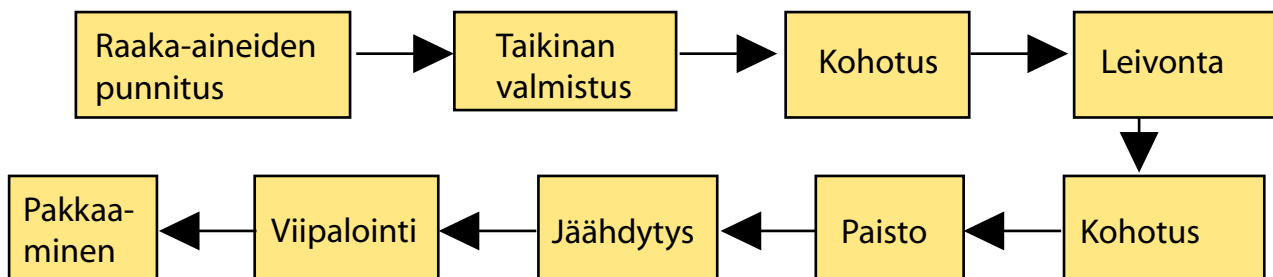 Raaka-aineiden
punnitus
Taikinan
valmistus
Kohotus
Leivonta
Kohotus
Paisto
Jäähdytys
Viipalointi
Pakkaa-
minen